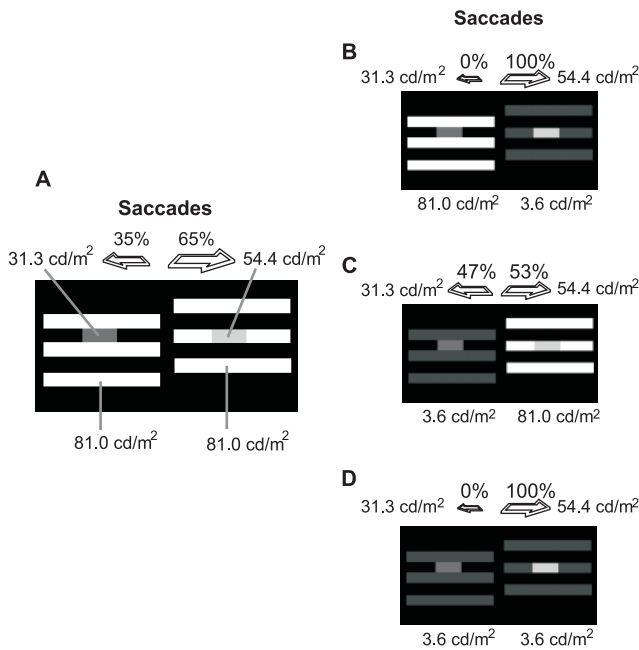 A
Saccades
35% 65%
31.3 cd/m² 54.4 cd/m²
81.0 cd/m² 81.0 cd/m²
Saccades
B
0% 100%
31.3 cd/m² 54.4 cd/m²
81.0 cd/m² 3.6 cd/m²
C
47% 53%
31.3 cd/m² 54.4 cd/m²
3.6 cd/m² 81.0 cd/m²
D
0% 100%
31.3 cd/m² 54.4 cd/m²
3.6 cd/m² 3.6 cd/m²